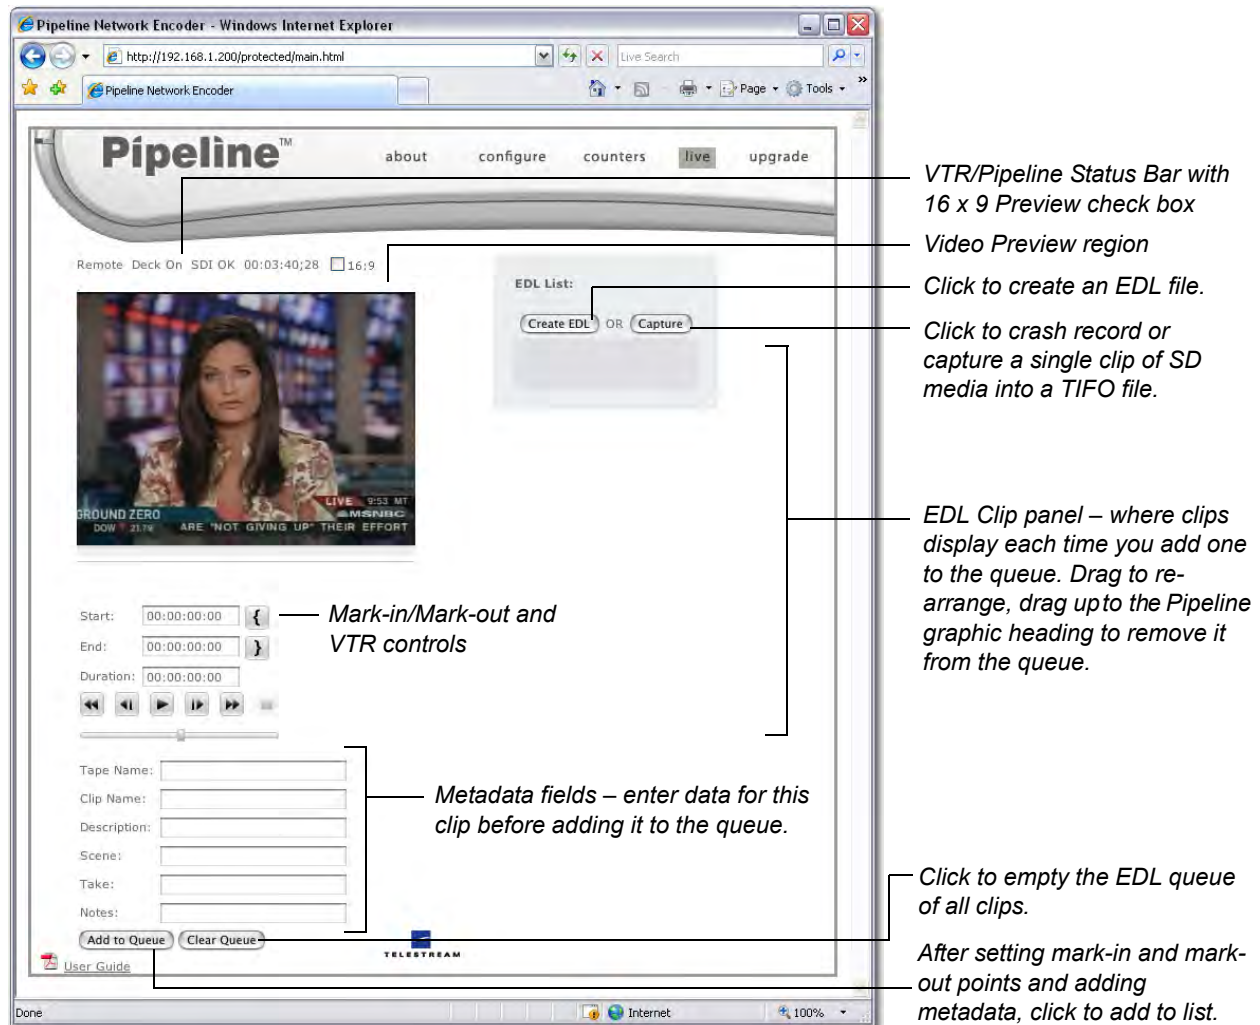 Pipeline Network Encoder - Windows Internet Explorer
http://192.168.1.200/protected/main.html
Live Search
Pipeline Network Encoder
Page
Tools
Pipeline™
about configure counters live upgrade
Remote Deck On SDI OK 00:03:40;28 16:9
EDL List:
Create EDL OR Capture
LIVE 9:53 MT
GROUND ZERO
MSNBC
DOW 21.79 ARE "NOT GIVING UP" THEIR EFFORT
Start: 00:00:00:00 {
End: 00:00:00:00 }
Duration: 00:00:00:00
Tape Name:
Clip Name:
Description:
Scene:
Take:
Notes:
Add to Queue Clear Queue
TELESTREAM
User Guide
Done
Internet
100%
VTR/Pipeline Status Bar with
16 x 9 Preview check box
Video Preview region
Click to create an EDL file.
Click to crash record or
capture a single clip of SD
media into a TIFO file.
EDL Clip panel – where clips
display each time you add one
to the queue. Drag to re-
arrange, drag up to the Pipeline
graphic heading to remove it
from the queue.
Mark-in/Mark-out and
VTR controls
Metadata fields – enter data for this
clip before adding it to the queue.
Click to empty the EDL queue
of all clips.
After setting mark-in and mark-
out points and adding
metadata, click to add to list.